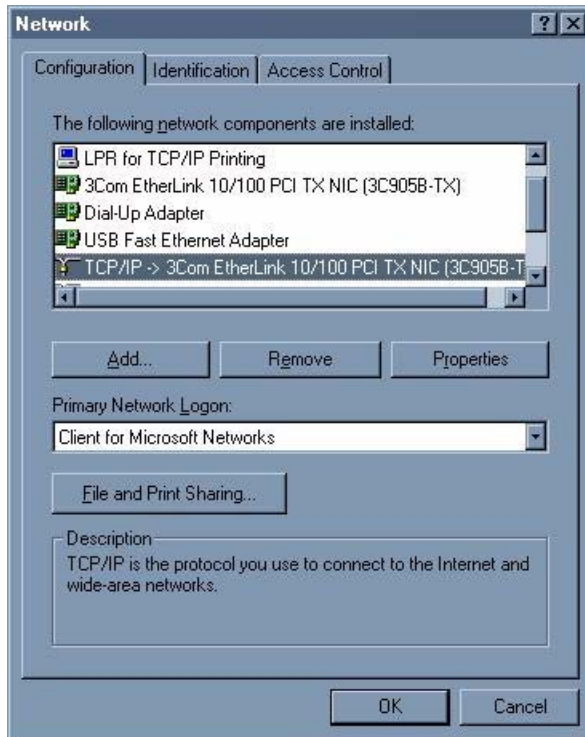 Network
Configuration Identification Access Control
The following network components are installed:
LPR for TCP/IP Printing
3Com EtherLink 10/100 PCI TX NIC (3C905B-TX)
Dial-Up Adapter
USB Fast Ethernet Adapter
TCP/IP -> 3Com EtherLink 10/100 PCI TX NIC (3C905B-T
Add... Remove Properties
Primary Network Logon:
Client for Microsoft Networks
File and Print Sharing...
Description
TCP/IP is the protocol you use to connect to the Internet and
wide-area networks.
OK Cancel